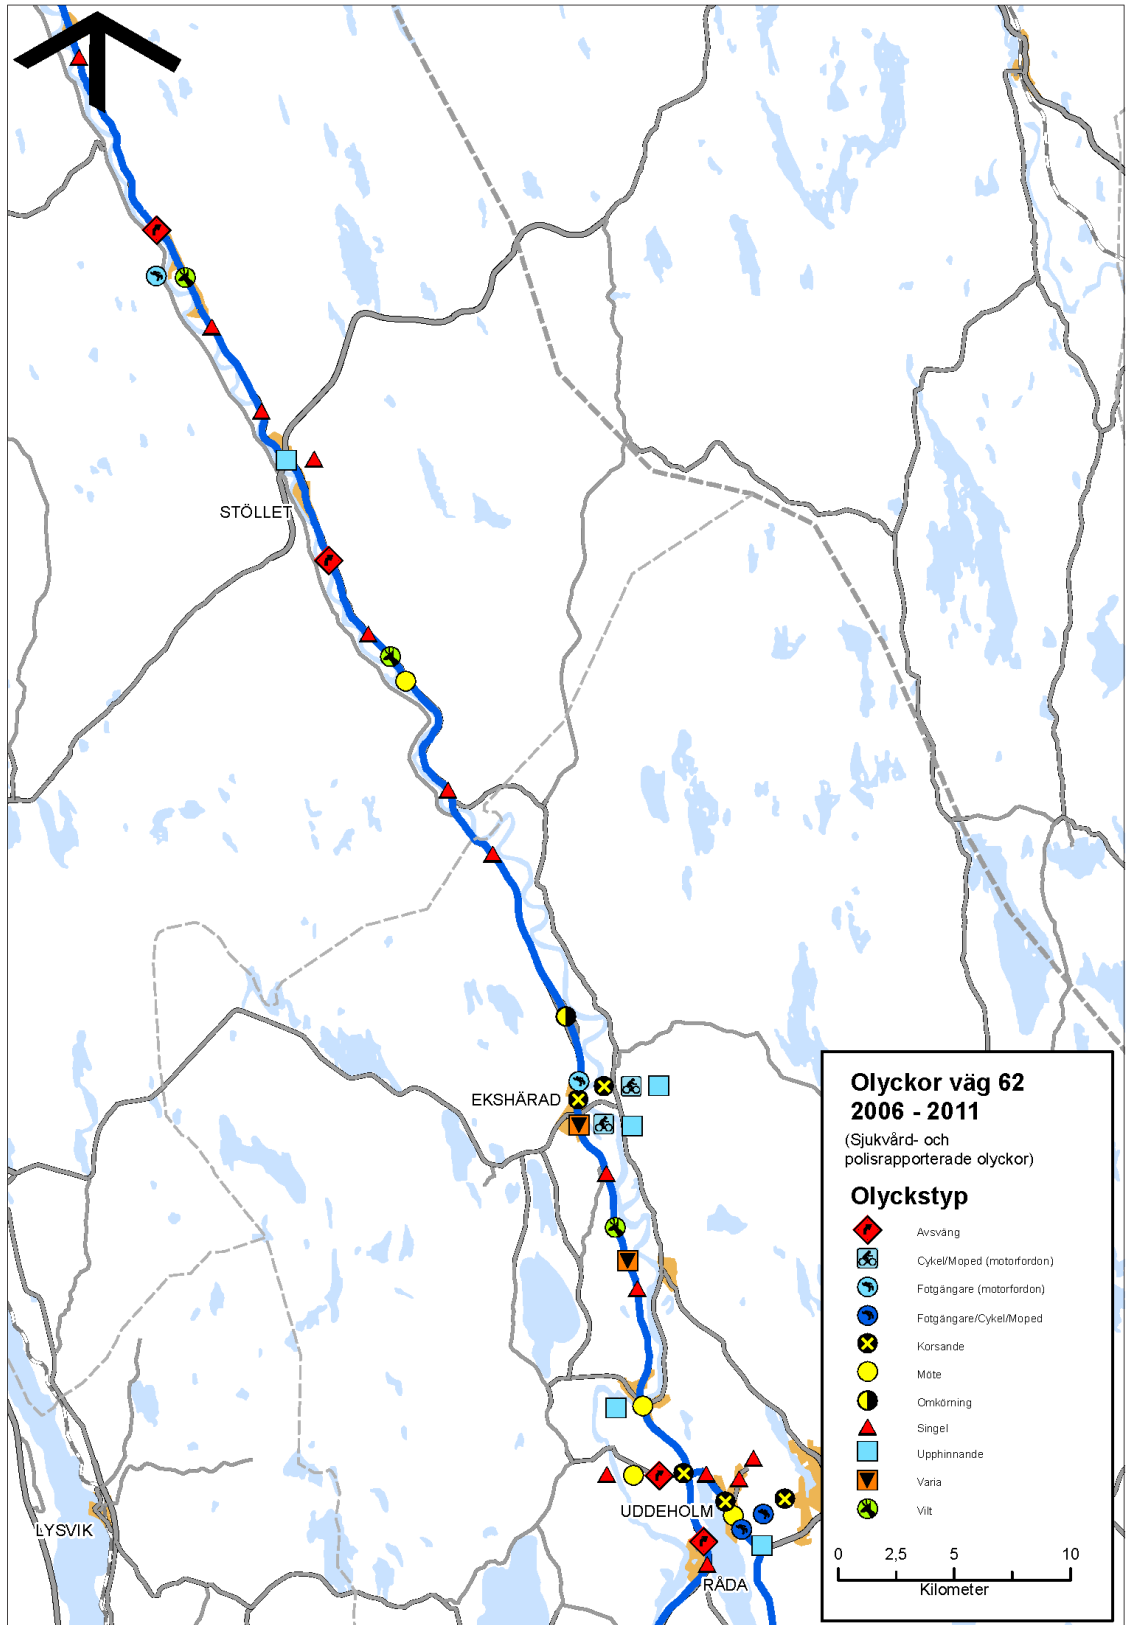 STÖLLET
EKSHÄRAD
UDDEHOLM
RÅDA
LYSVIK
Olyckor väg 62
2006 - 2011
(Sjukvård- och
polisrapporterade olyckor)
Olyckstyp
Avsväng
Cykel/Moped (motorfordon)
Fotgängare (motorfordon)
Fotgängare/Cykel/Moped
Korsande
Möte
Omkörning
Singel
Upphinnande
Varia
Vilt
0 2,5 5 10
Kilometer